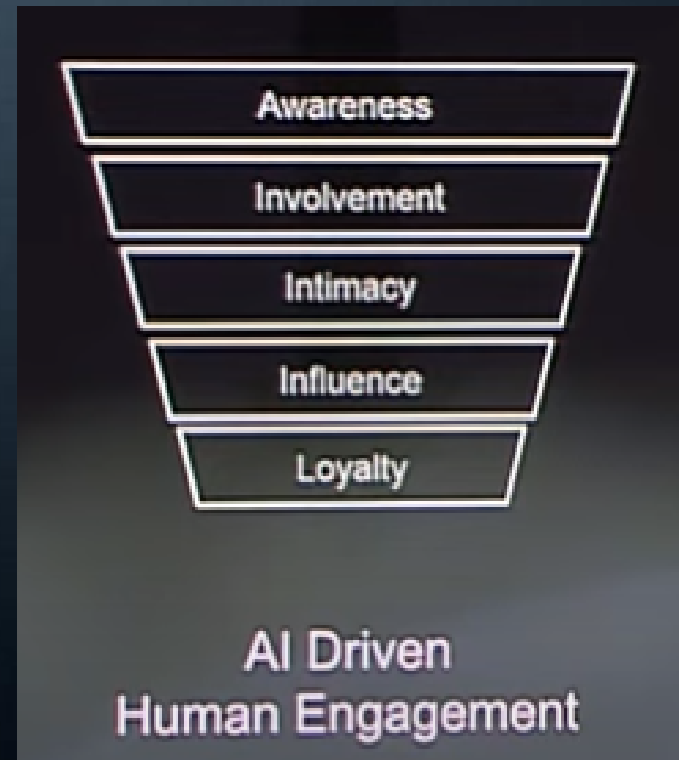 Awareness
Involvement
Intimacy
Influence
Loyalty
AI Driven
Human Engagement